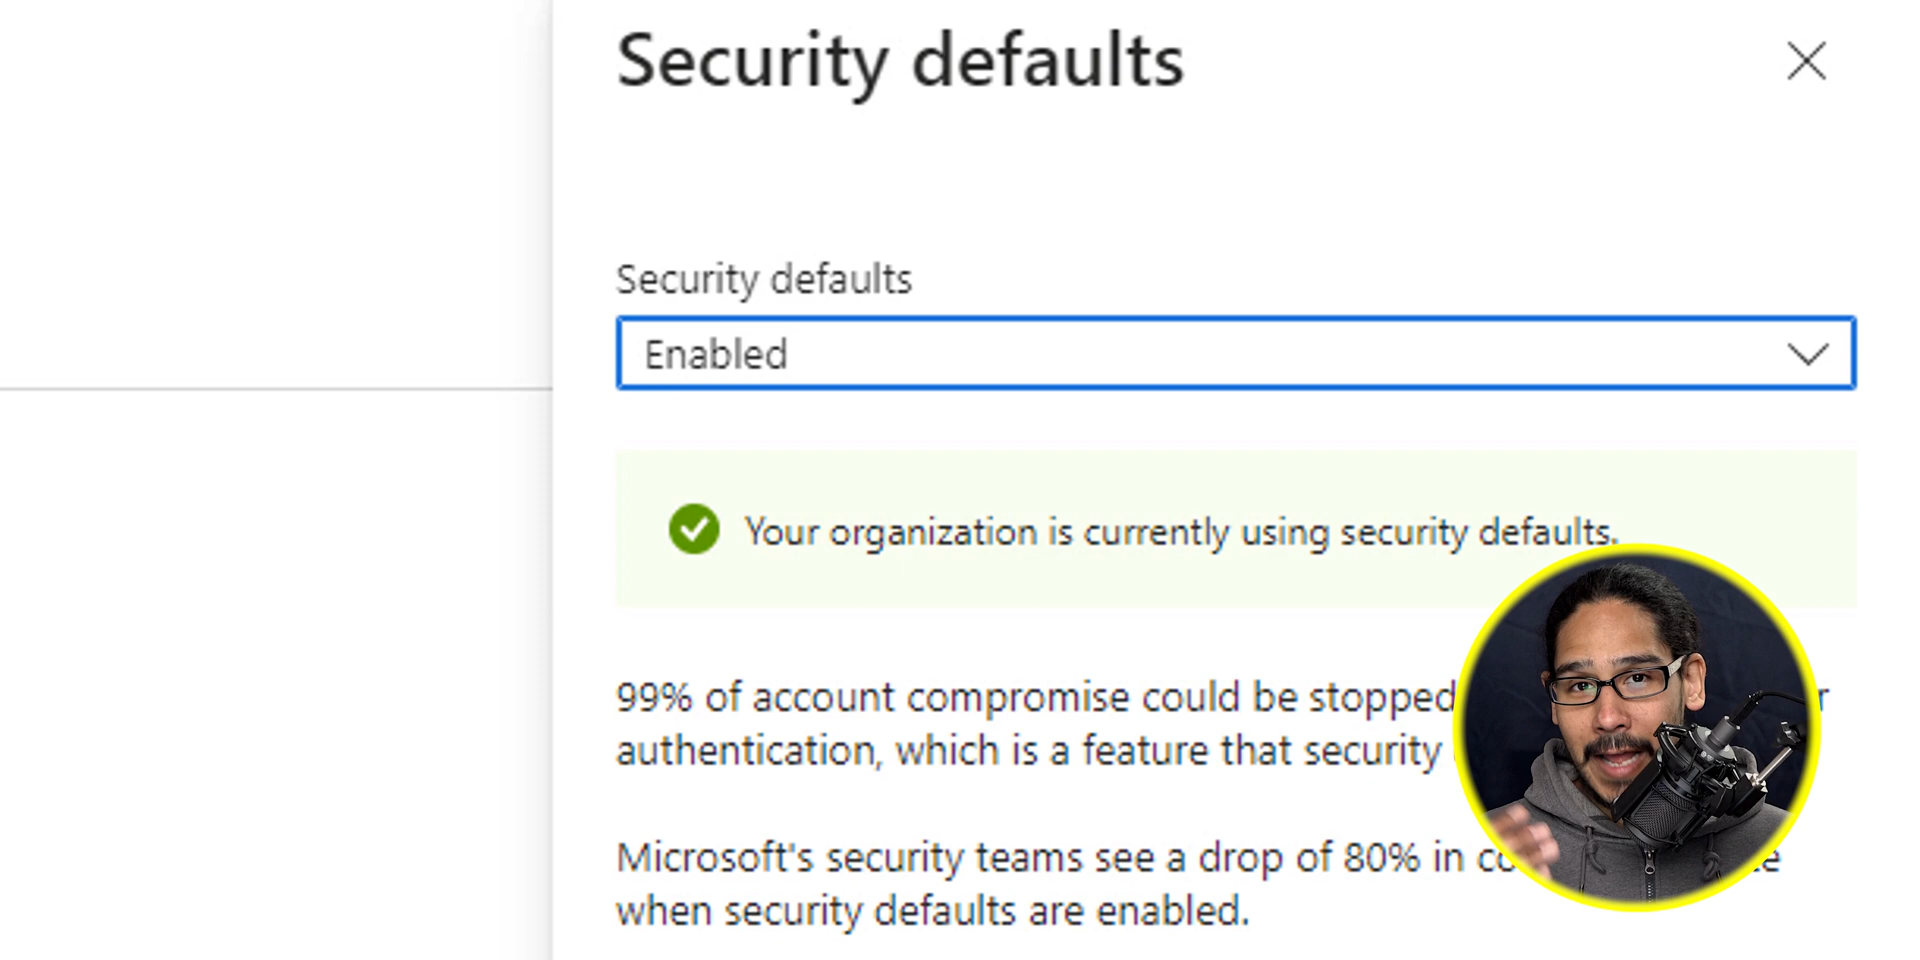 Security defaults
Security defaults
Enabled
Your organization is currently using security defaults.
99% of account compromise could be stopped
authentication, which is a feature that security
Microsoft's security teams see a drop of 80% in
when security defaults are enabled.